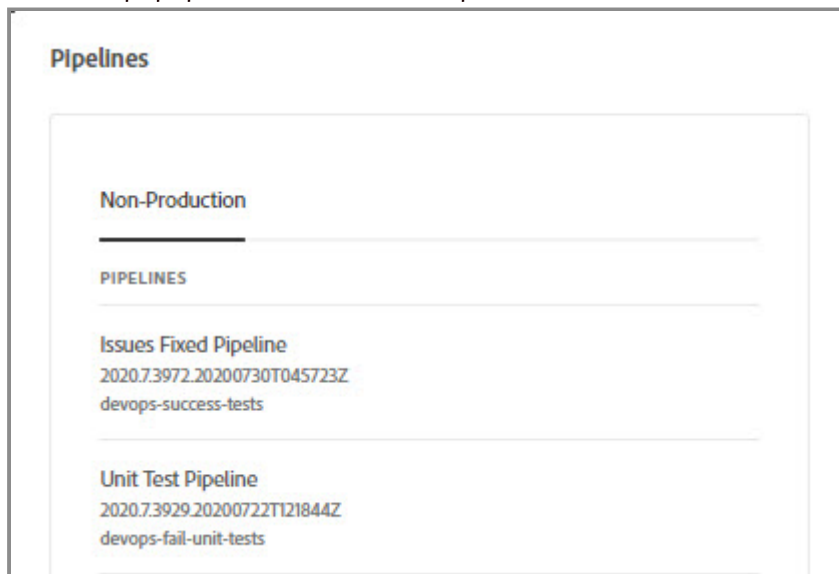 Pipelines
Non-Production
PIPELINES
Issues Fixed Pipeline
2020.7.3972.20200730T045723Z
devops-success-tests
Unit Test Pipeline
2020.7.3929.20200722T121844Z
devops-fail-unit-tests